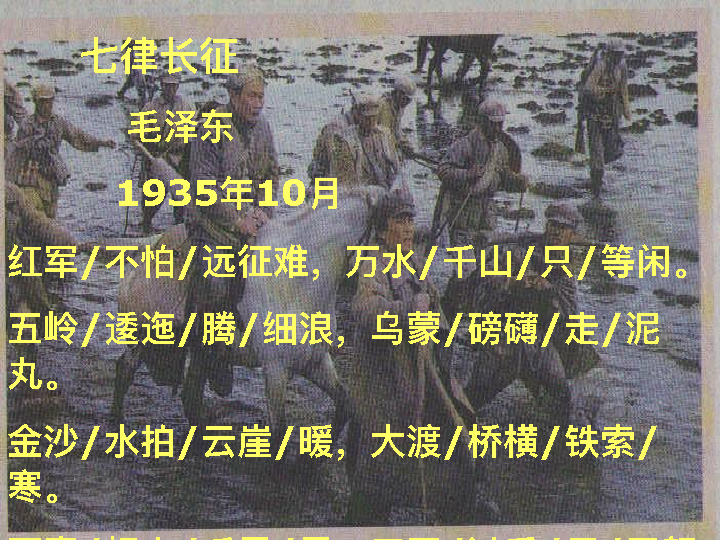 七律长征
毛泽东
1935年10月
红军/不怕/远征难，万水/千山/只/等闲。
五岭/逶迤/腾/细浪，乌蒙/磅礴/走/泥
丸。
金沙/水拍/云崖/暖，大渡/桥横/铁索/
寒。